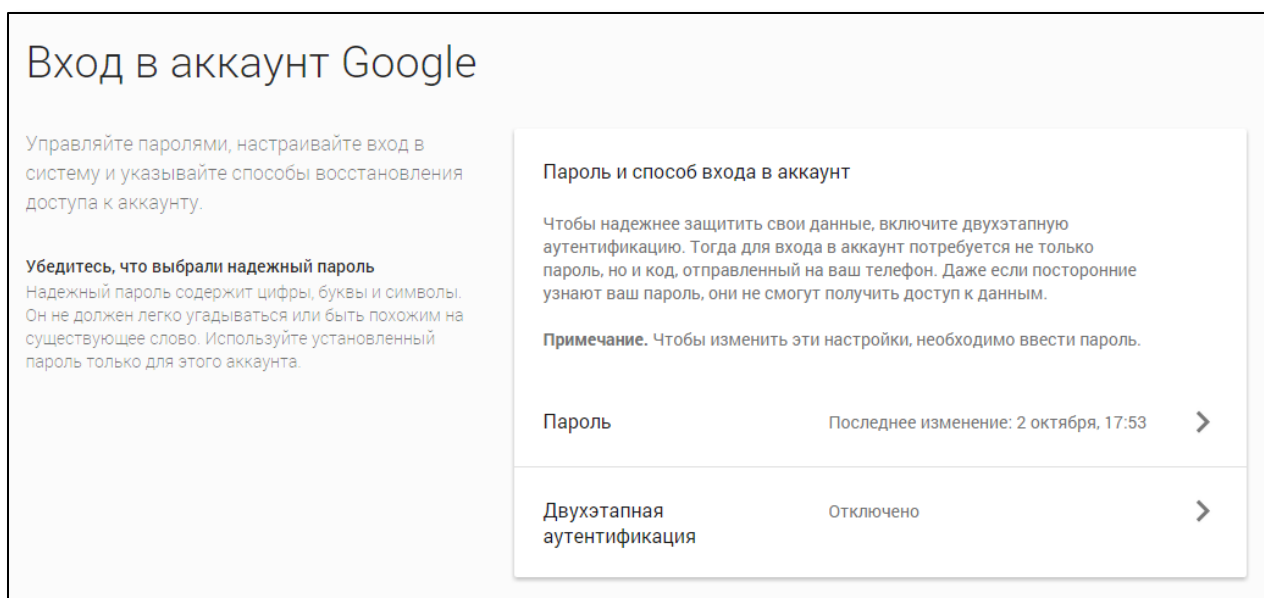 Вход в аккаунт Google
Управляйте паролями, настраивайте вход в
систему и указывайте способы восстановления
доступа к аккаунту.
Убедитесь, что выбрали надежный пароль
Надежный пароль содержит цифры, буквы и символы.
Он не должен легко угадываться или быть похожим на
существующее слово. Используйте установленный
пароль только для этого аккаунта.
Пароль и способ входа в аккаунт
Чтобы надежнее защитить свои данные, включите двухэтапную
аутентификацию. Тогда для входа в аккаунт потребуется не только
пароль, но и код, отправленный на ваш телефон. Даже если посторонние
узнают ваш пароль, они не смогут получить доступ к данным.
Примечание. Чтобы изменить эти настройки, необходимо ввести пароль.
Пароль Последнее изменение: 2 октября, 17:53
Двухэтапная Отключено
аутентификация